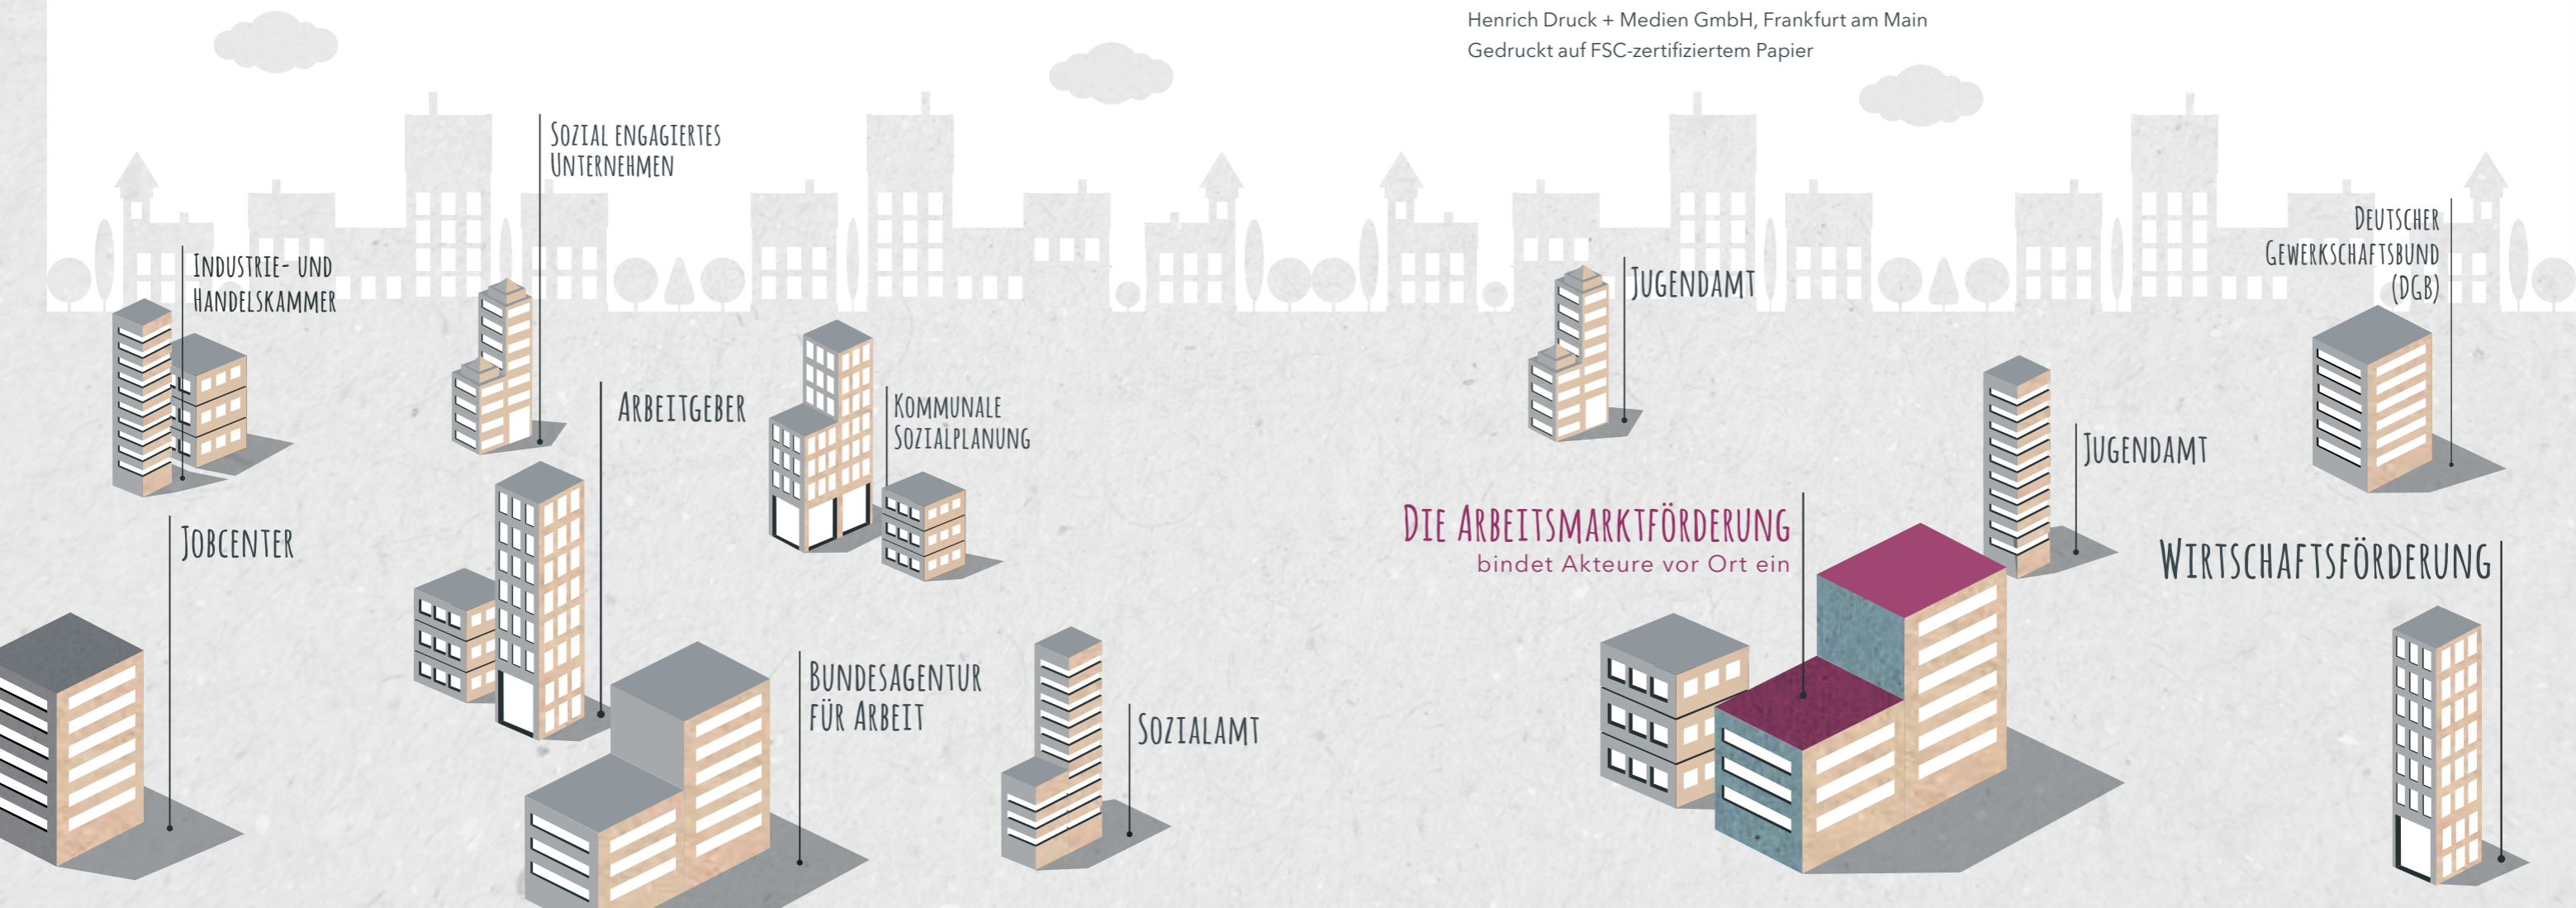 Henrich Druck + Medien GmbH, Frankfurt am Main
Gedruckt auf FSC-zertifiziertem Papier
Sozial engagiertes
Unternehmen
Industrie- und
Handelskammer
Arbeitgeber
Kommunale
Sozialplanung
Jobcenter
Bundesagentur
für Arbeit
Sozialamt
Jugendamt
Deutscher
Gewerkschaftsbund
(DGB)
Jugendamt
Die Arbeitsmarktförderung
bindet Akteure vor Ort ein
Wirtschaftsförderung